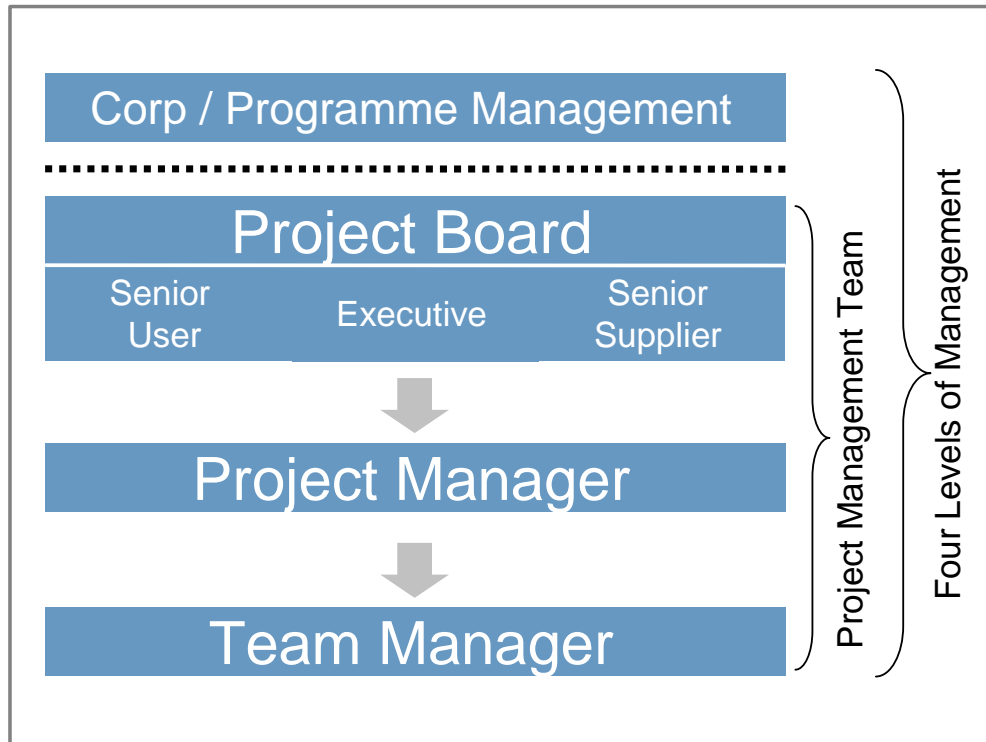 Corp / Programme Management
Project Board
Senior
User
Executive
Senior
Supplier
Project Manager
Team Manager
Project Management Team
Four Levels of Management